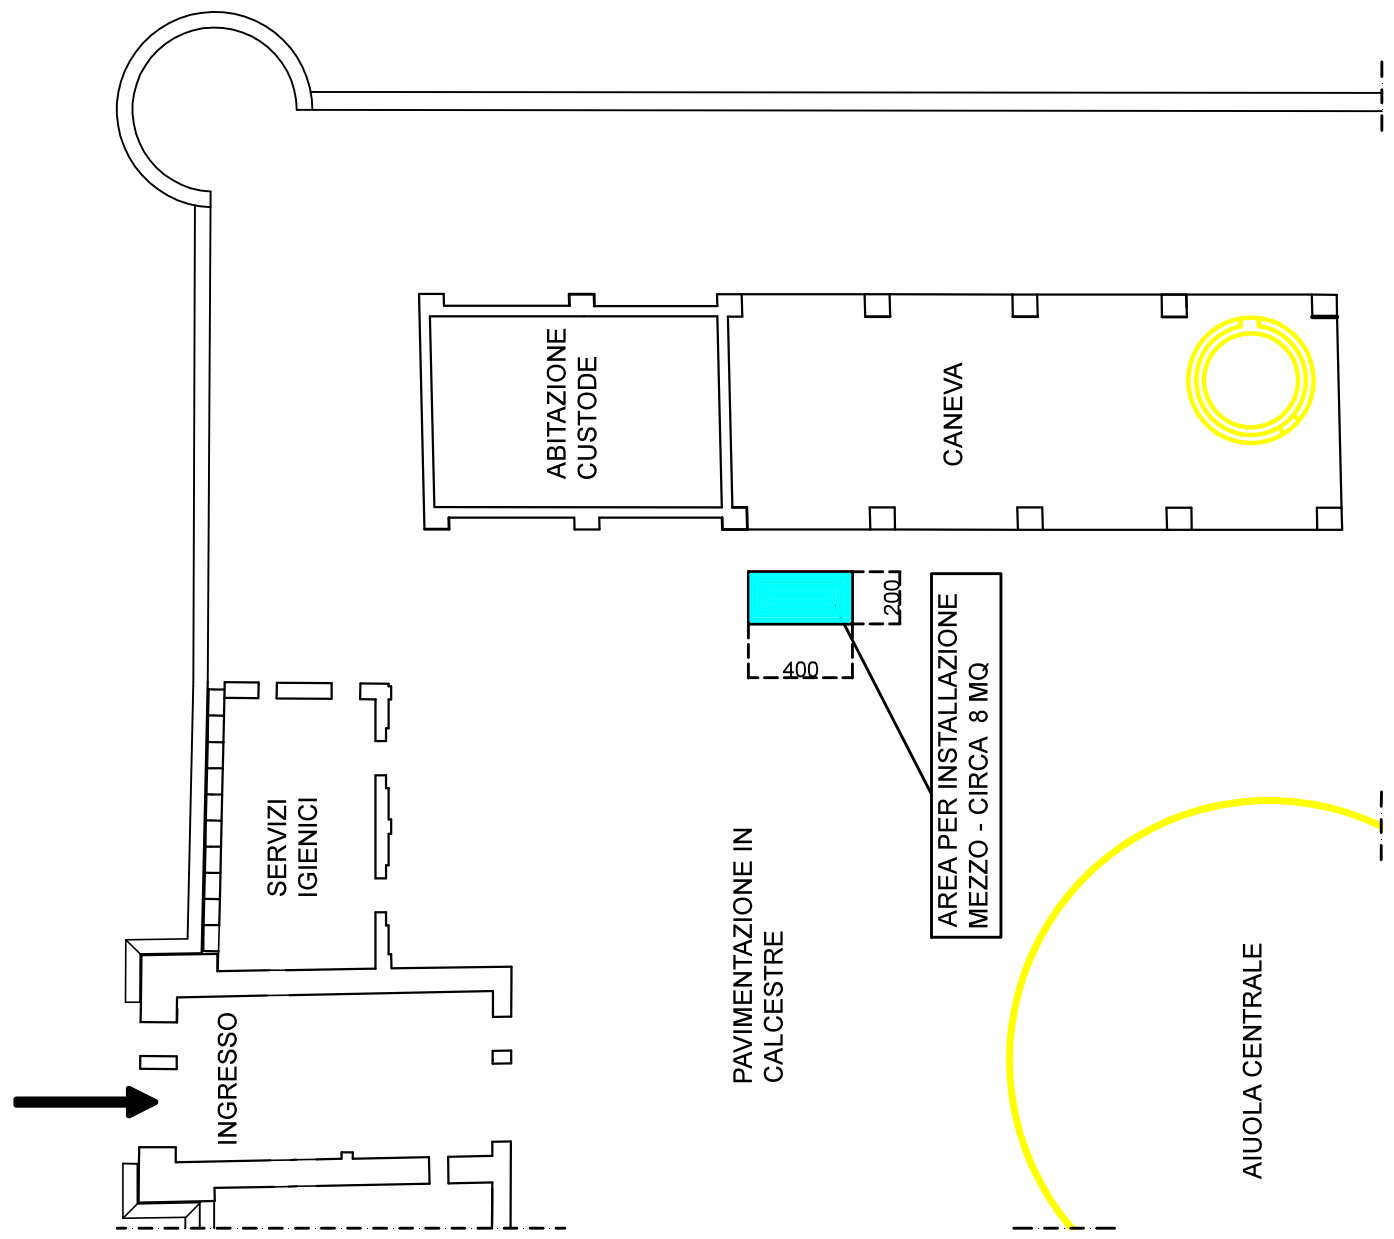 ABITAZIONE
CUSTODE
CANEVA
200
400
AREA PER INSTALLAZIONE
MEZZO - CIRCA 8 MQ
SERVIZI
IGIENICI
PAVIMENTAZIONE IN
CALCESTRE
INGRESSO
AIUOLA CENTRALE